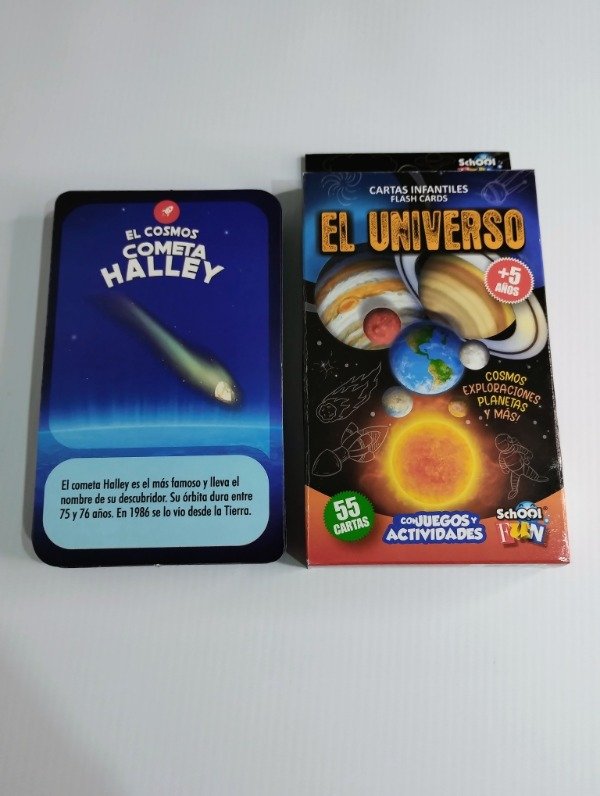 EL COSMOS
COMETA
HALLEY
El cometa Halley es el más famoso y lleva el
nombre de su descubridor. Su órbita dura entre
75 y 76 años. En 1986 se lo vio desde la Tierra.
School
CARTAS INFANTILES
FLASH CARDS
EL UNIVERSO
+5
AÑOS
COSMOS
EXPLORACIONES
PLANETAS
Y MÁS!
55
CARTAS
CON JUEGOS Y
ACTIVIDADES
School
FUN